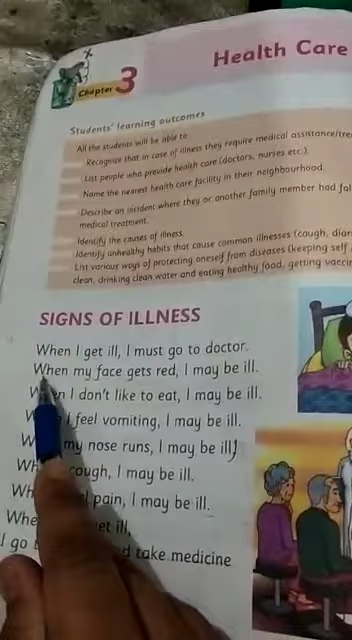 Chapter 3
Health Care
Students' learning outcomes
All the students will be able to
Recognize that in case of illness they require medical assistance/
List people who provide health care (doctors, nurses etc.).
Name the nearest health care facility in their neighbourhood.
Describe an incident where they or another family member had
medical treatment.
Identify the causes of illness.
Identify unhealthy habits that cause common illnesses (cough,
List various ways of protecting oneself from diseases (keeping self
clean, drinking clean water and eating healthy food, getting
SIGNS OF ILLNESS
When I get ill, I must go to doctor.
When my face gets red, I may be ill.
I don't like to eat, I may be ill.
I feel vomiting, I may be ill.
my nose runs, I may be ill
cough, I may be ill.
pain, I may be ill.
et ill,
I go take medicine